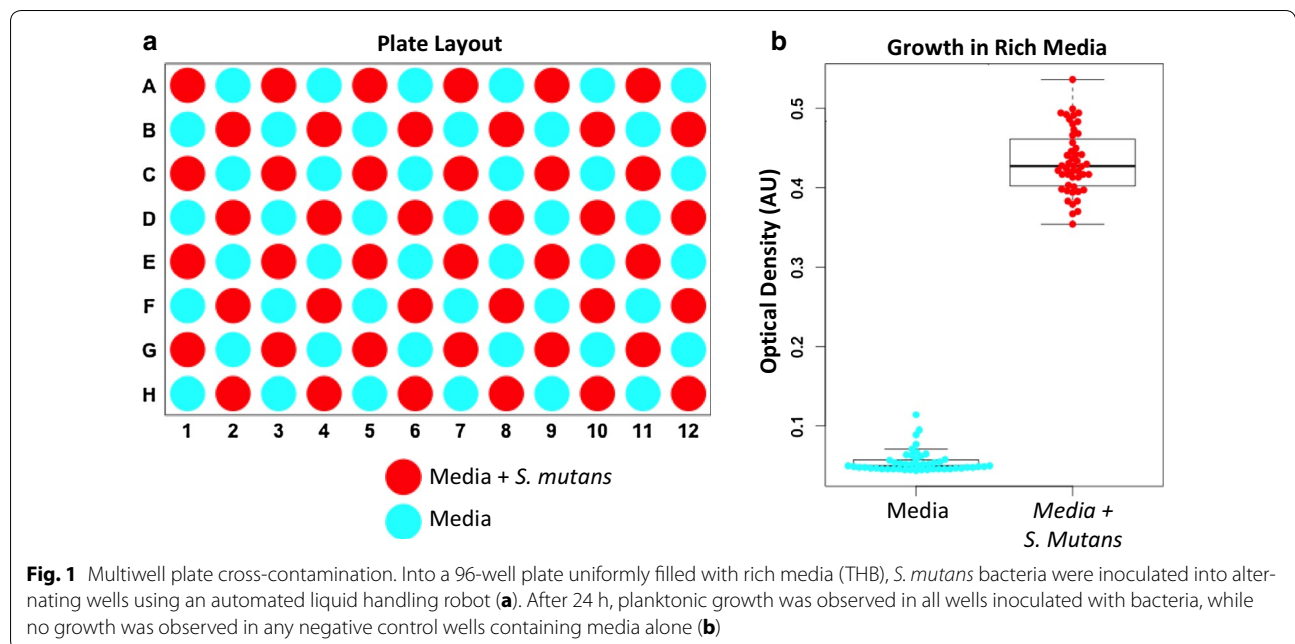 a
Plate Layout
A
B
C
D
E
F
G
H
1 2 3 4 5 6 7 8 9 10 11 12
Media + S. mutans
Media
b
Growth in Rich Media
Optical Density (AU)
0.5
0.4
0.3
0.2
0.1
Media
Media +
S. Mutans
Fig. 1 Multiwell plate cross-contamination. Into a 96-well plate uniformly filled with rich media (THB), S. mutans bacteria were inoculated into alter-
nating wells using an automated liquid handling robot (a). After 24 h, planktonic growth was observed in all wells inoculated with bacteria, while
no growth was observed in any negative control wells containing media alone (b)